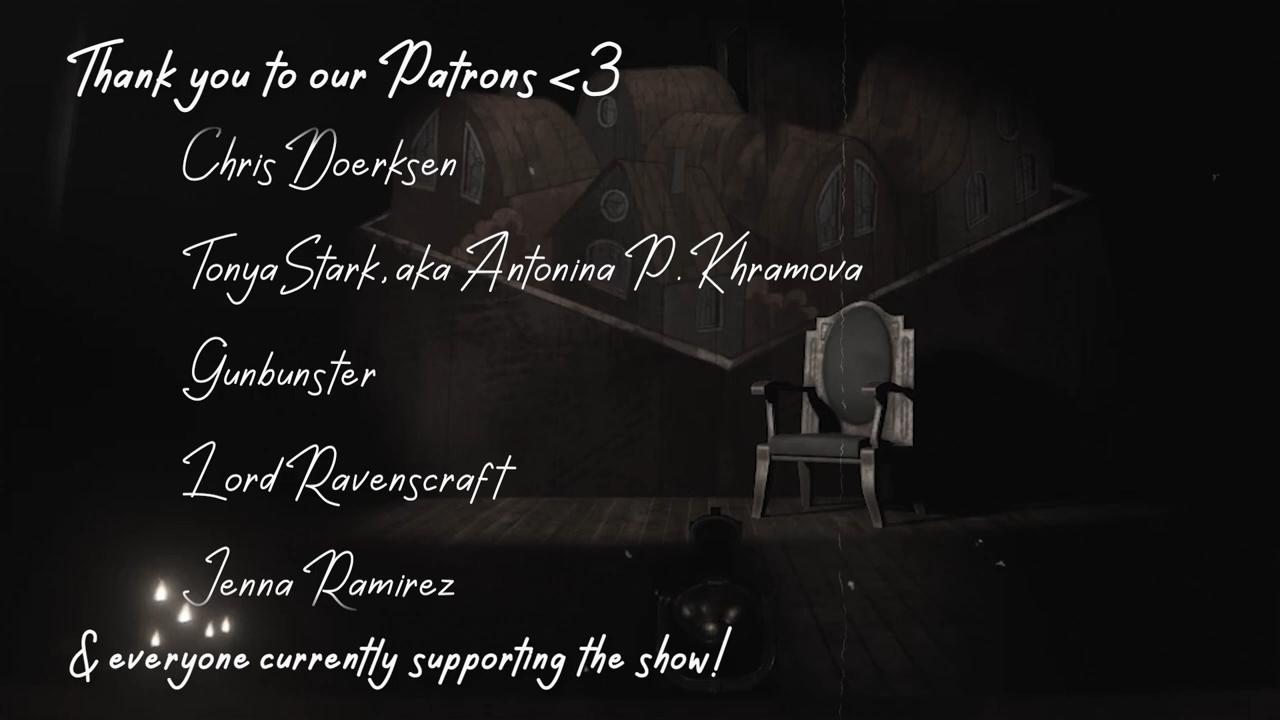 Thank you to our Patrons <3
Chris Doerksen
Tonya Stark, aka Antonina P. Khramova
Gunbunster
Lord Ravenscraft
Jenna Ramirez
& everyone currently supporting the show!